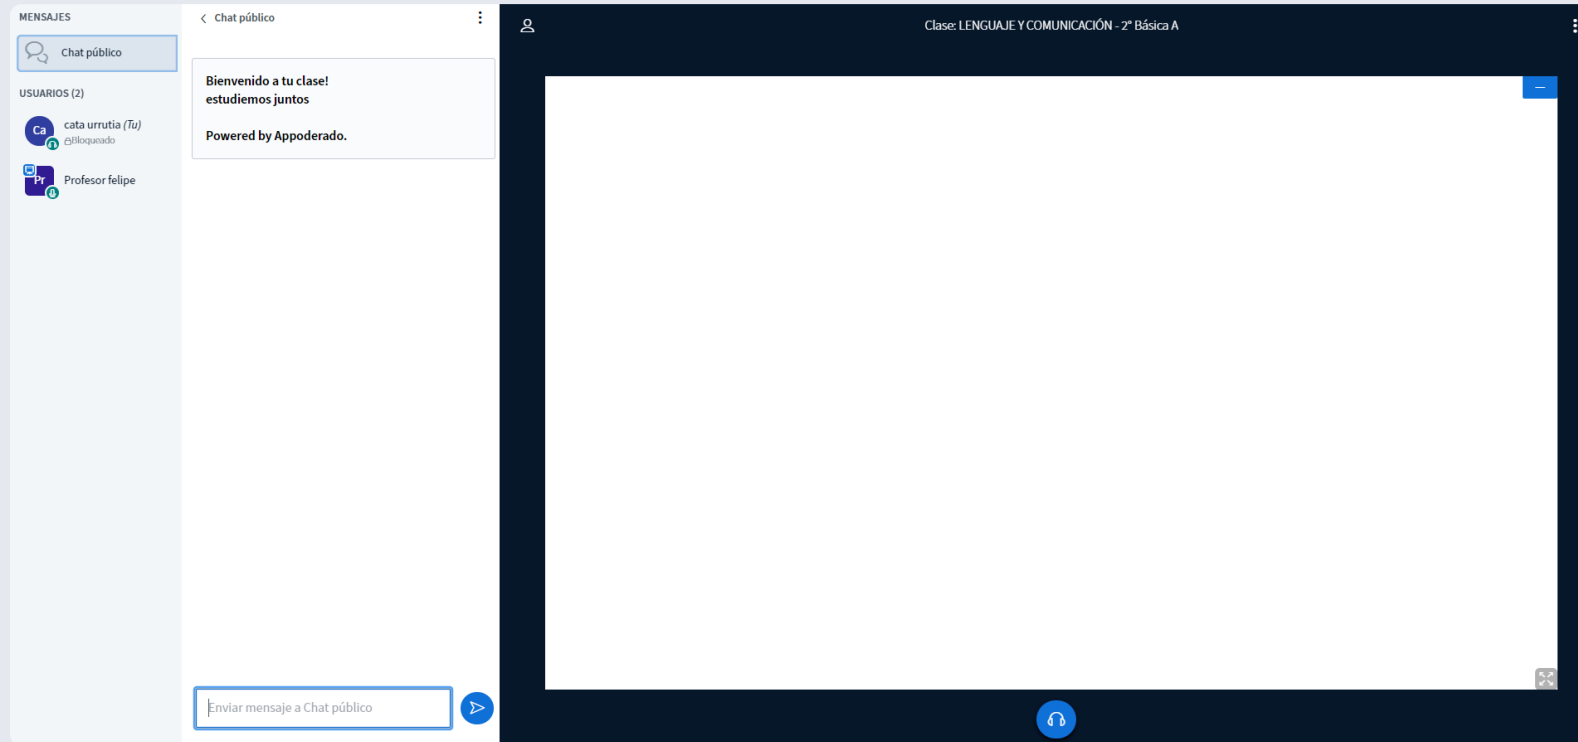 MENSAJES
Chat público
USUARIOS (2)
Ca
cata urrutia (Tu)
Bloqueado
Pr
Profesor felipe
Chat público
Bienvenido a tu clase!
estudiemos juntos
Powered by Appoderado.
Enviar mensaje a Chat público
Clase: LENGUAJE Y COMUNICACIÓN - 2° Básica A